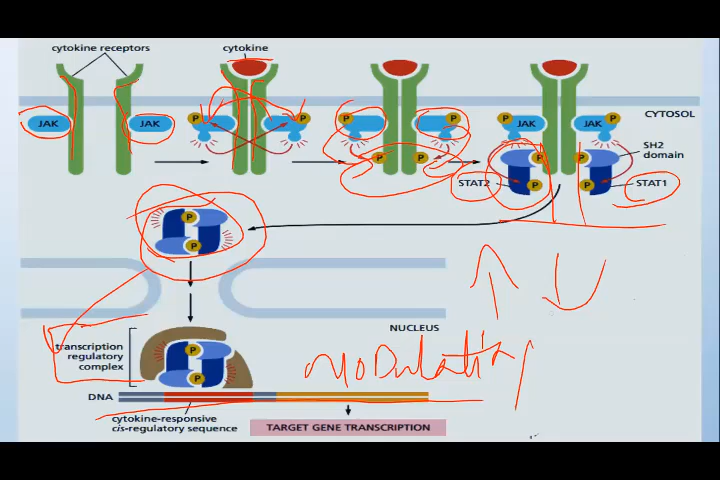 cytokine receptors
cytokine
JAK
JAK
P
P
P
P
P
P
P
JAK
JAK
P
CYTOSOL
SH2
domain
P
P
STAT2
P
P
STAT1
P
P
NUCLEUS
transcription
regulatory
complex
P
P
DNA
cytokine-responsive
cis-regulatory sequence
TARGET GENE TRANSCRIPTION